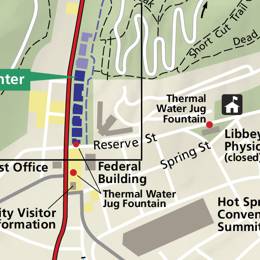 Short Cut Trail
Dead
nter
Thermal
Water Jug
Fountain
Reserve St
Libbey
Physic
(closed)
Spring St
st Office
Federal
Building
Thermal Water
Jug Fountain
ity Visitor
formation
Hot Spr
Conven
Summit